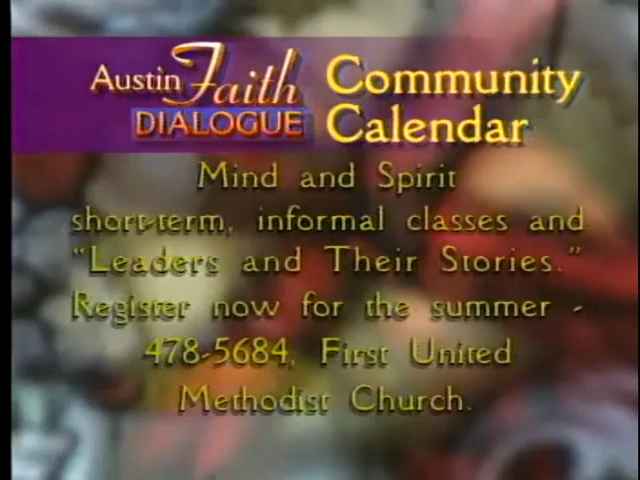 Austin Faith DIALOGUE
Community Calendar
Mind and Spirit
short-term, informal classes and
“Leaders and Their Stories.”
Register now for the summer -
478-5684, First United
Methodist Church.